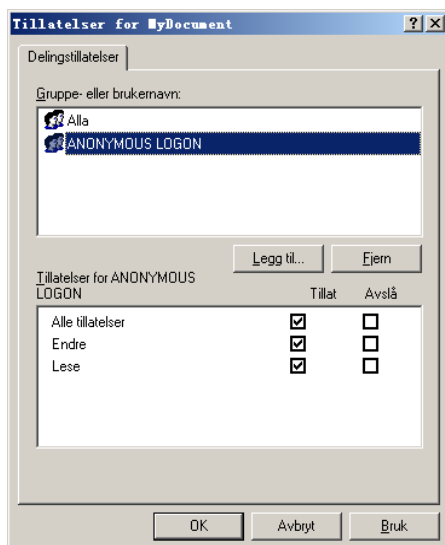 Tillatelser for MyDocument
Delingstillatelser
Gruppe- eller brukernavn:
Alla
ANONYMOUS LOGON
Legg til...
Fjern
Tillatelser for ANONYMOUS
LOGON
Tillat
Avslå
Alle tillatelser
Endre
Lese
OK
Avbryt
Bruk